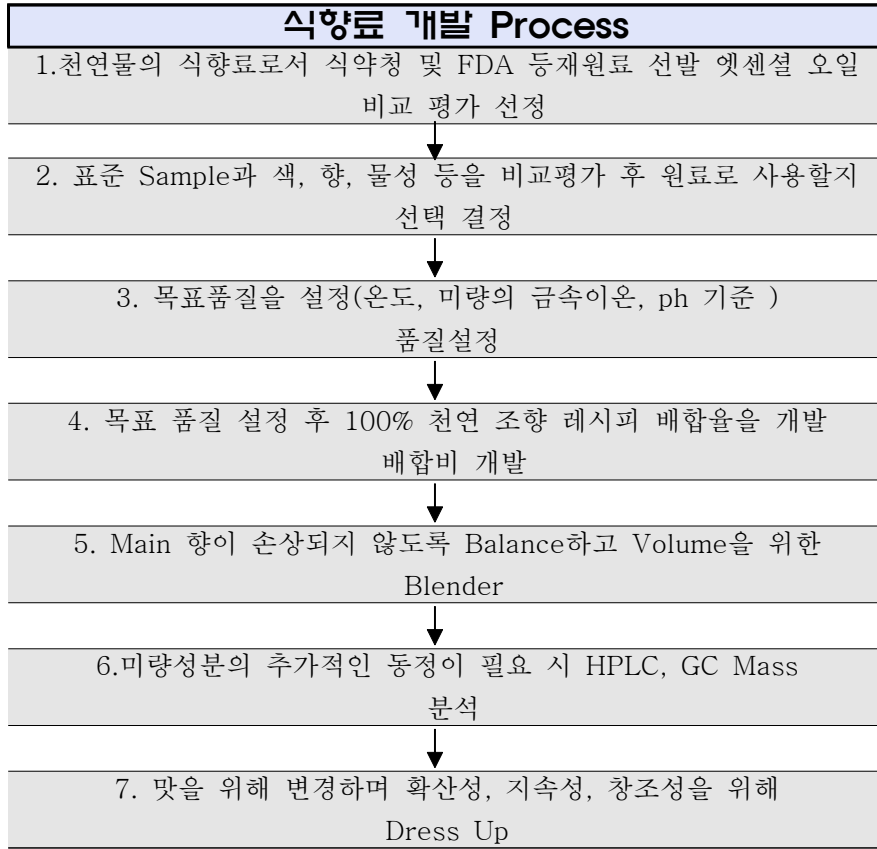 식향료 개발 Process
1.천연물의 식향료로서 식약청 및 FDA 등재원료 선발 엣센셜 오일
비교 평가 선정
2. 표준 Sample과 색, 향, 물성 등을 비교평가 후 원료로 사용할지
선택 결정
3. 목표품질을 설정(온도, 미량의 금속이온, ph 기준 )
품질설정
4. 목표 품질 설정 후 100% 천연 조향 레시피 배합율을 개발
배합비 개발
5. Main 향이 손상되지 않도록 Balance하고 Volume을 위한
Blender
6.미량성분의 추가적인 동정이 필요 시 HPLC, GC Mass
분석
7. 맛을 위해 변경하며 확산성, 지속성, 창조성을 위해
Dress Up